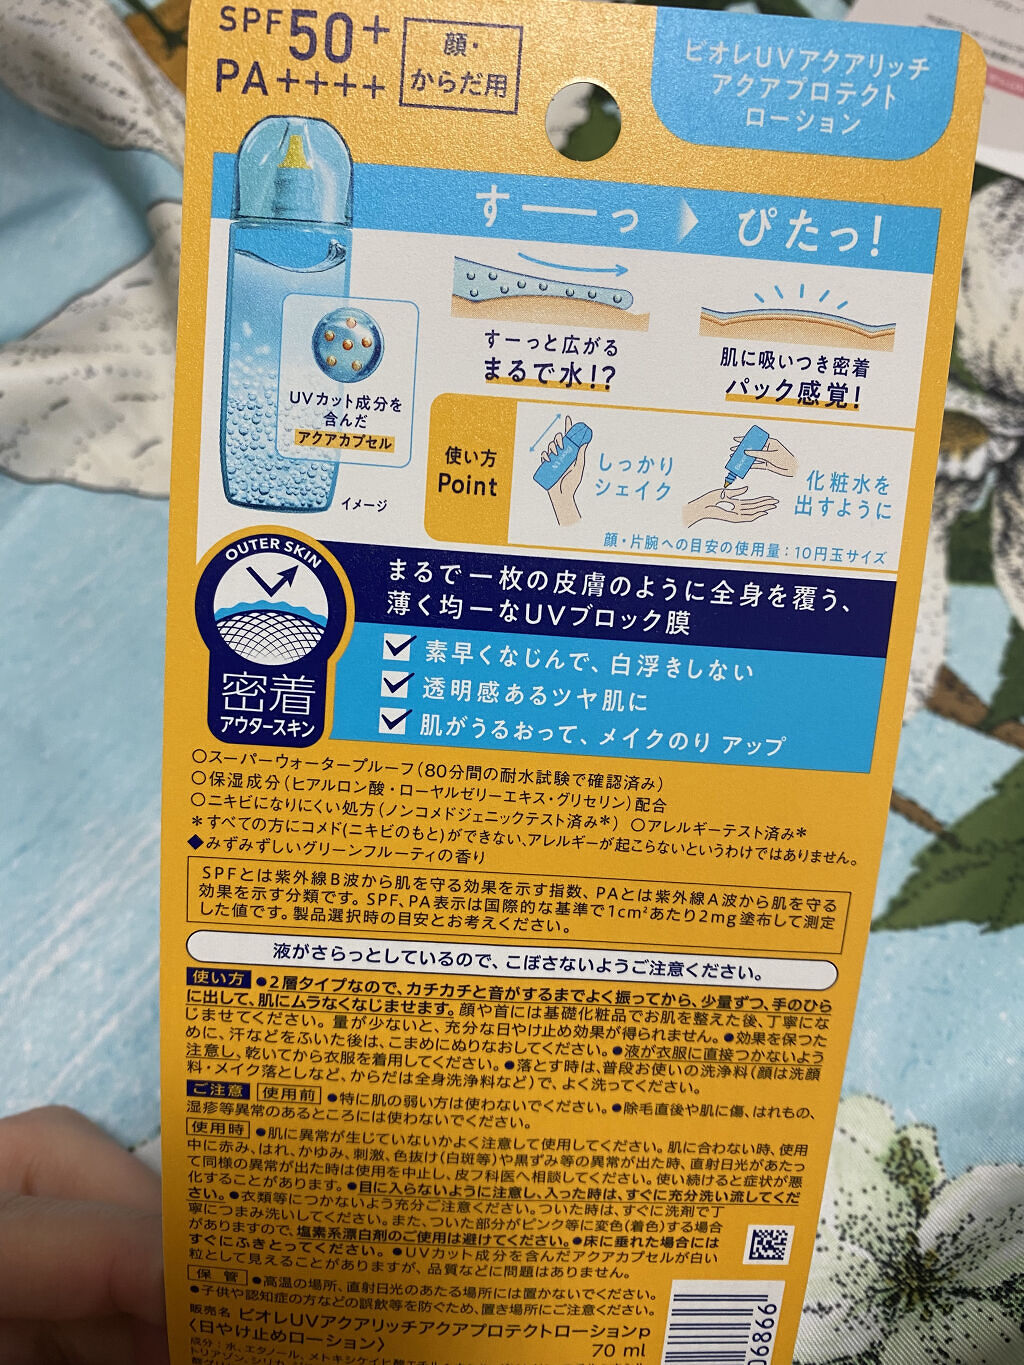 SPF50+
PA++++
顔・
からだ用
ビオレUVアクアリッチ
アクアプロテクト
ローション
すーっ
ぴたっ!
すーっと広がる
まるで水!?
肌に吸いつき密着
パック感覚!
UVカット成分を
含んだ
アクアカプセル
イメージ
使い方
Point
しっかり
シェイク
化粧水を
出すように
顔・片腕への目安の使用量:10円玉サイズ
OUTER SKIN
密着
アウタースキン
まるで一枚の皮膚のように全身を覆う、
薄く均一なUVブロック膜
素早くなじんで、白浮きしない
透明感あるツヤ肌に
肌がうるおって、メイクのり アップ
○スーパーウォータープルーフ(80分間の耐水試験で確認済み)
○保湿成分(ヒアルロン酸・ローヤルゼリーエキス・グリセリン)配合
○ニキビになりにくい処方(ノンコメドジェニックテスト済み*) ○アレルギーテスト済み*
*すべての方にコメド(ニキビのもと)ができない、アレルギーが起こらないというわけではありません。
◆みずみずしいグリーンフルーティの香り
SPFとは紫外線B波から肌を守る効果を示す指数、PAとは紫外線A波から肌を守る
効果を示す分類です。SPF、PA表示は国際的な基準で1cm²あたり2mg塗布して測定
した値です。製品選択時の目安とお考えください。
液がさらっとしているので、こぼさないようご注意ください。
使い方 ●2層タイプなので、カチカチと音がするまでよく振ってから、少量ずつ、手のひら
に出して、肌にムラなくなじませます。顔や首には基礎化粧品でお肌を整えた後、丁寧にな
じませてください。量が少ないと、充分な日やけ止め効果が得られません。●効果を保つた
めに、汗などをふいた後は、こまめにぬりなおしてください。●液が衣服に直接つかないよう
注意し、乾いてから衣服を着用してください。●落とす時は、普段お使いの洗浄料(顔は洗顔
料・メイク落としなど、からだは全身洗浄料など)で、よく洗ってください。
ご注意 使用前 ●特に肌の弱い方は使わないでください。●除毛直後や肌に傷、はれもの、
湿疹等異常のあるところには使わないでください。
使用時 ●肌に異常が生じていないかよく注意して使用してください。肌に合わない時、使用
中に赤み、はれ、かゆみ、刺激、色抜け(白斑等)や黒ずみ等の異常が出た時、直射日光があたっ
て同様の異常が出た時は使用を中止し、皮フ科医へ相談してください。使い続けると症状が悪
化することがあります。●目に入らないように注意し、入った時は、すぐに充分洗い流してくだ
さい。●衣類等につかないよう充分ご注意ください。ついた時は、すぐに洗剤で丁
寧につまみ洗いしてください。また、ついた部分がピンク等に変色(着色)する場合
がありますので、塩素系漂白剤のご使用は避けてください。●床に垂れた場合には
すぐにふきとってください。●UVカット成分を含んだアクアカプセルが白い
粒として見えることがありますが、品質などに問題はありません。
保管 ●高温の場所、直射日光のあたる場所には置かないでください。
●子供や認知症の方などの誤飲等を防ぐため、置き場所にご注意ください。
販売名 ビオレUVアクアリッチアクアプロテクトローションp
〈日やけ止めローション〉 70 ml
成分:水、エタノール、